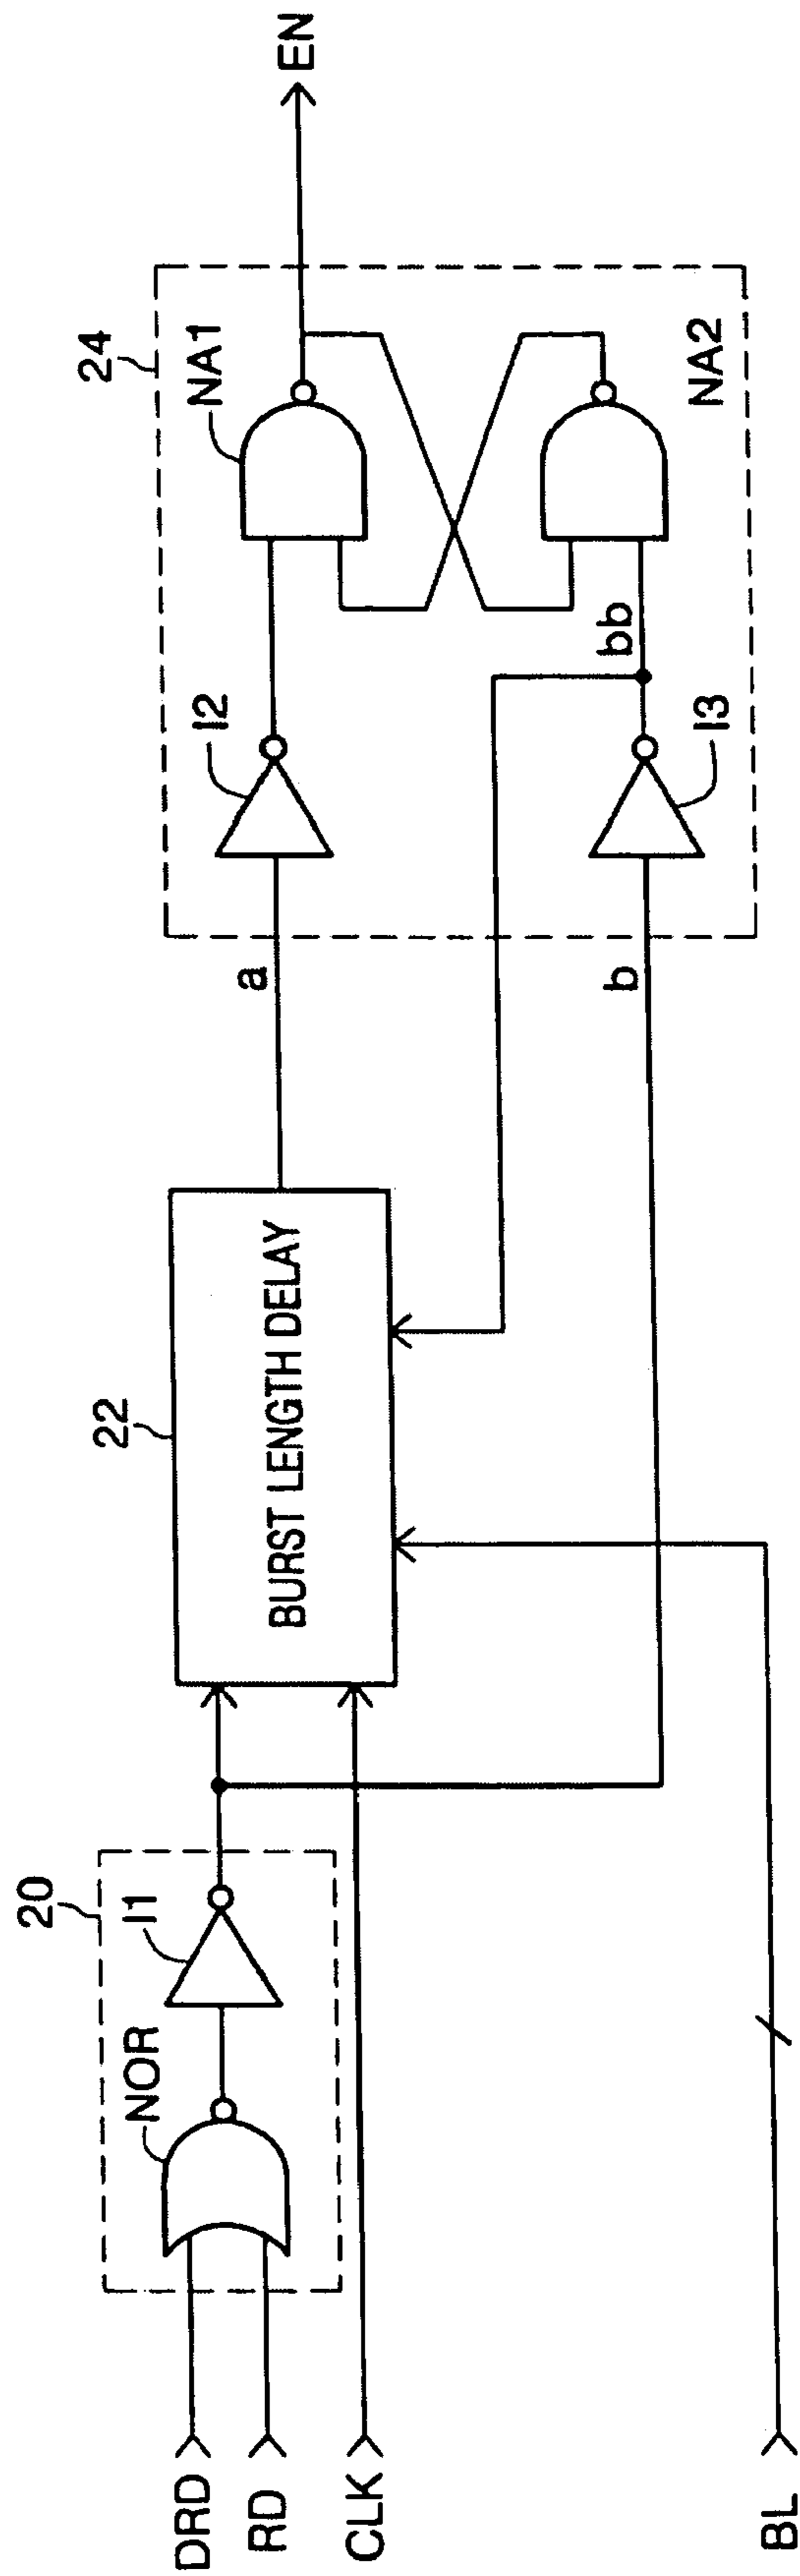 DRD
RD
CLK
BL
20
NOR
I1
22
BURST LENGTH DELAY
a
b
24
I2
I3
bb
NA1
NA2
EN